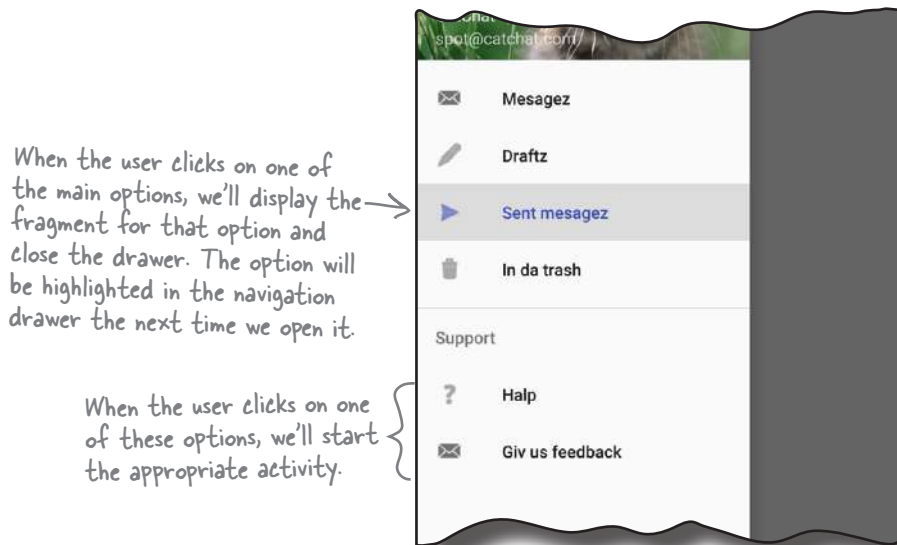 spot@catchat.com
Mesagez
Draftz
Sent mesagez
In da trash
Support
Halp
Giv us feedback
When the user clicks on one of
the main options, we'll display the
fragment for that option and
close the drawer. The option will
be highlighted in the navigation
drawer the next time we open it.
When the user clicks on one
of these options, we'll start
the appropriate activity.